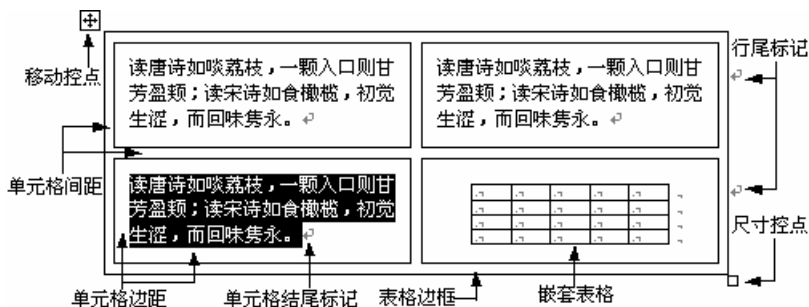 读唐诗如啖荔枝，一颗入口则甘
芳盈颊；读宋诗如食橄榄，初觉
生涩，而回味隽永。
读唐诗如啖荔枝，一颗入口则甘
芳盈颊；读宋诗如食橄榄，初觉
生涩，而回味隽永。
行尾标记
移动控点
单元格间距
读唐诗如啖荔枝，一颗入口则甘
芳盈颊；读宋诗如食橄榄，初觉
生涩，而回味隽永。
尺寸控点
单元格边距
单元格结尾标记
表格边框
嵌套表格